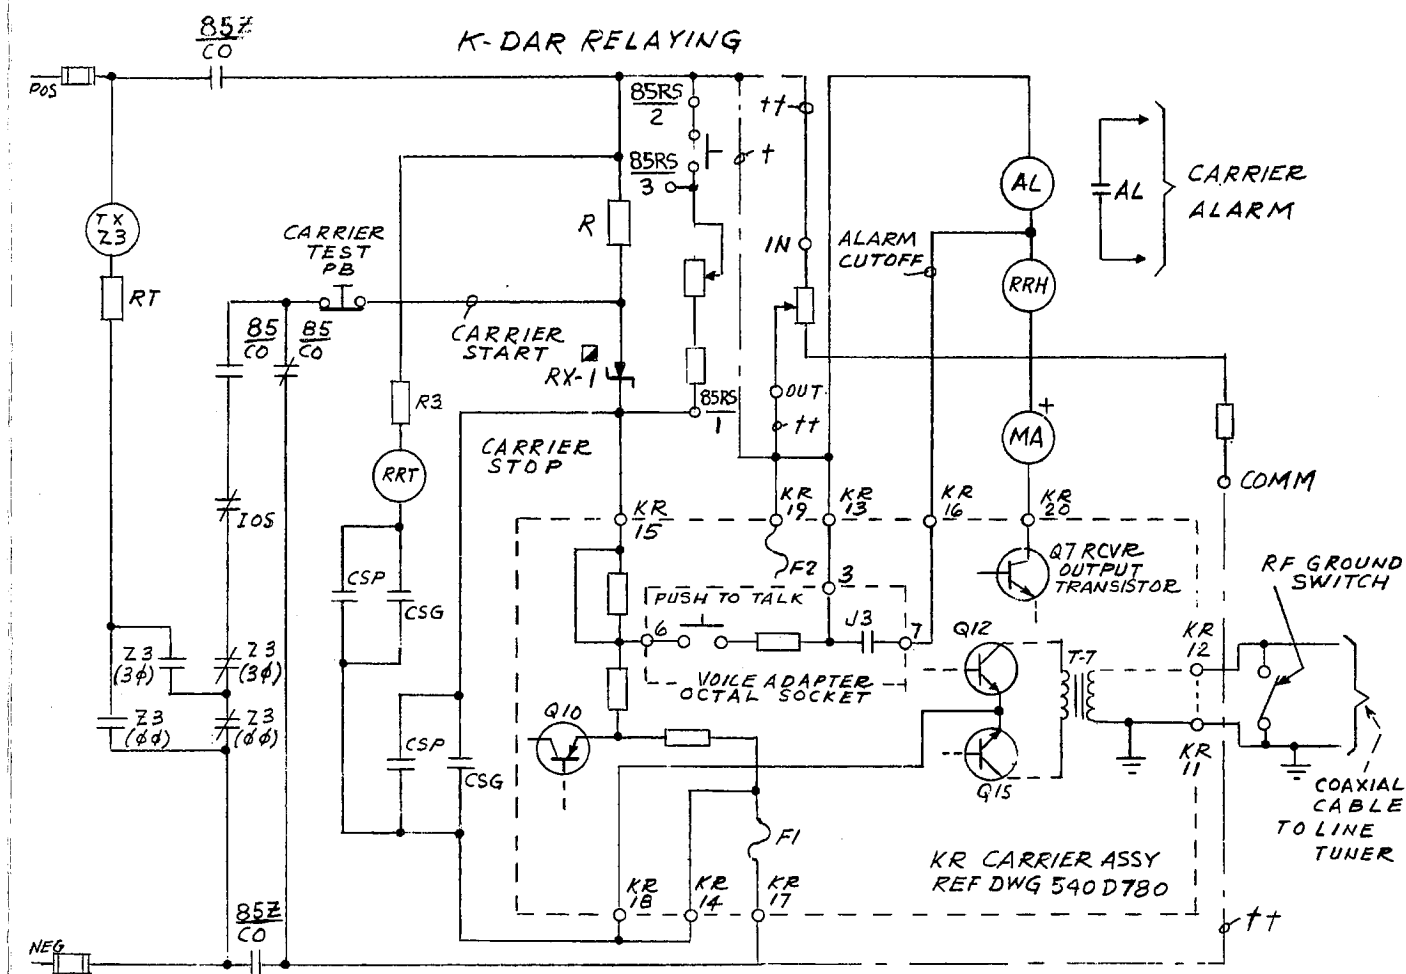 85Z
CO
K-DAR RELAYING
POS
85RS
2
††
†
85RS
3
AL
AL
CARRIER
ALARM
TX
Z3
R
CARRIER
TEST
PB
IN
ALARM
CUTOFF
RRH
RT
85
CO
85
CO
CARRIER
START
RX-1
R3
85RS
1
OUT
††
+
MA
CARRIER
STOP
RRT
COMM
KR
15
KR
19
KR
13
KR
16
KR
20
IOS
F2
Q7 RCVR
OUTPUT
TRANSISTOR
RF GROUND
SWITCH
CSP
CSG
3
PUSH TO TALK
6
J3
7
Q12
KR
12
T-7
Z3
(3φ)
Z3
(3φ)
VOICE ADAPTER
OCTAL SOCKET
Z3
(φφ)
Z3
(φφ)
Q10
CSP
CSG
Q15
KR
11
COAXIAL
CABLE
TO LINE
TUNER
F1
KR CARRIER ASSY
REF DWG 540D780
KR
18
KR
14
KR
17
85Z
CO
††
NEG